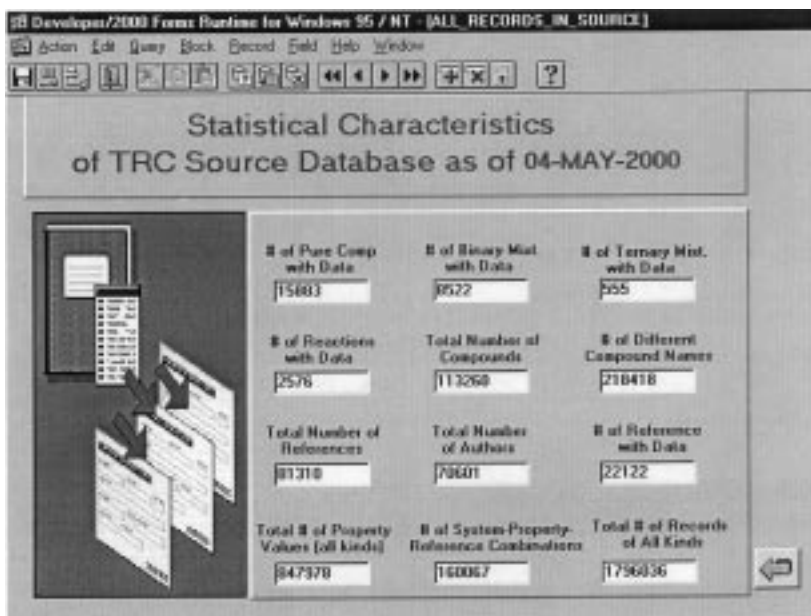 Developer/2000 Forms Runtime for Windows 95 / NT - [ALL_RECORDS_IN_SOURCE]
Action Edit Query Block Record Field Help Window
Statistical Characteristics
of TRC Source Database as of 04-MAY-2000
# of Pure Comp # of Binary Mixt. # of Ternary Mixt.
with Data with Data with Data
15883 8522 555
# of Reactions Total Number of # of Different
with Data Compounds Compound Names
2576 113260 218418
Total Number of Total Number # of Reference
References of Authors with Data
81310 70601 22122
Total # of Property # of System-Property- Total # of Records
Values (all kinds) Reference Combinations of All Kinds
847978 160067 1796036